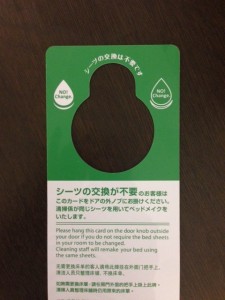 シーツの交換は不要です
NO!
Change.
NO!
Change.
シーツの交換が不要のお客様は
このカードをドアの外ノブにお掛けください。
清掃係が同じシーツを用いてベッドメイクを
いたします。
Please hang this card on the door knob outside
your door if you do not require the bed sheets
in your room to be changed.
Cleaning staff will remake your bed using
the same sheets.